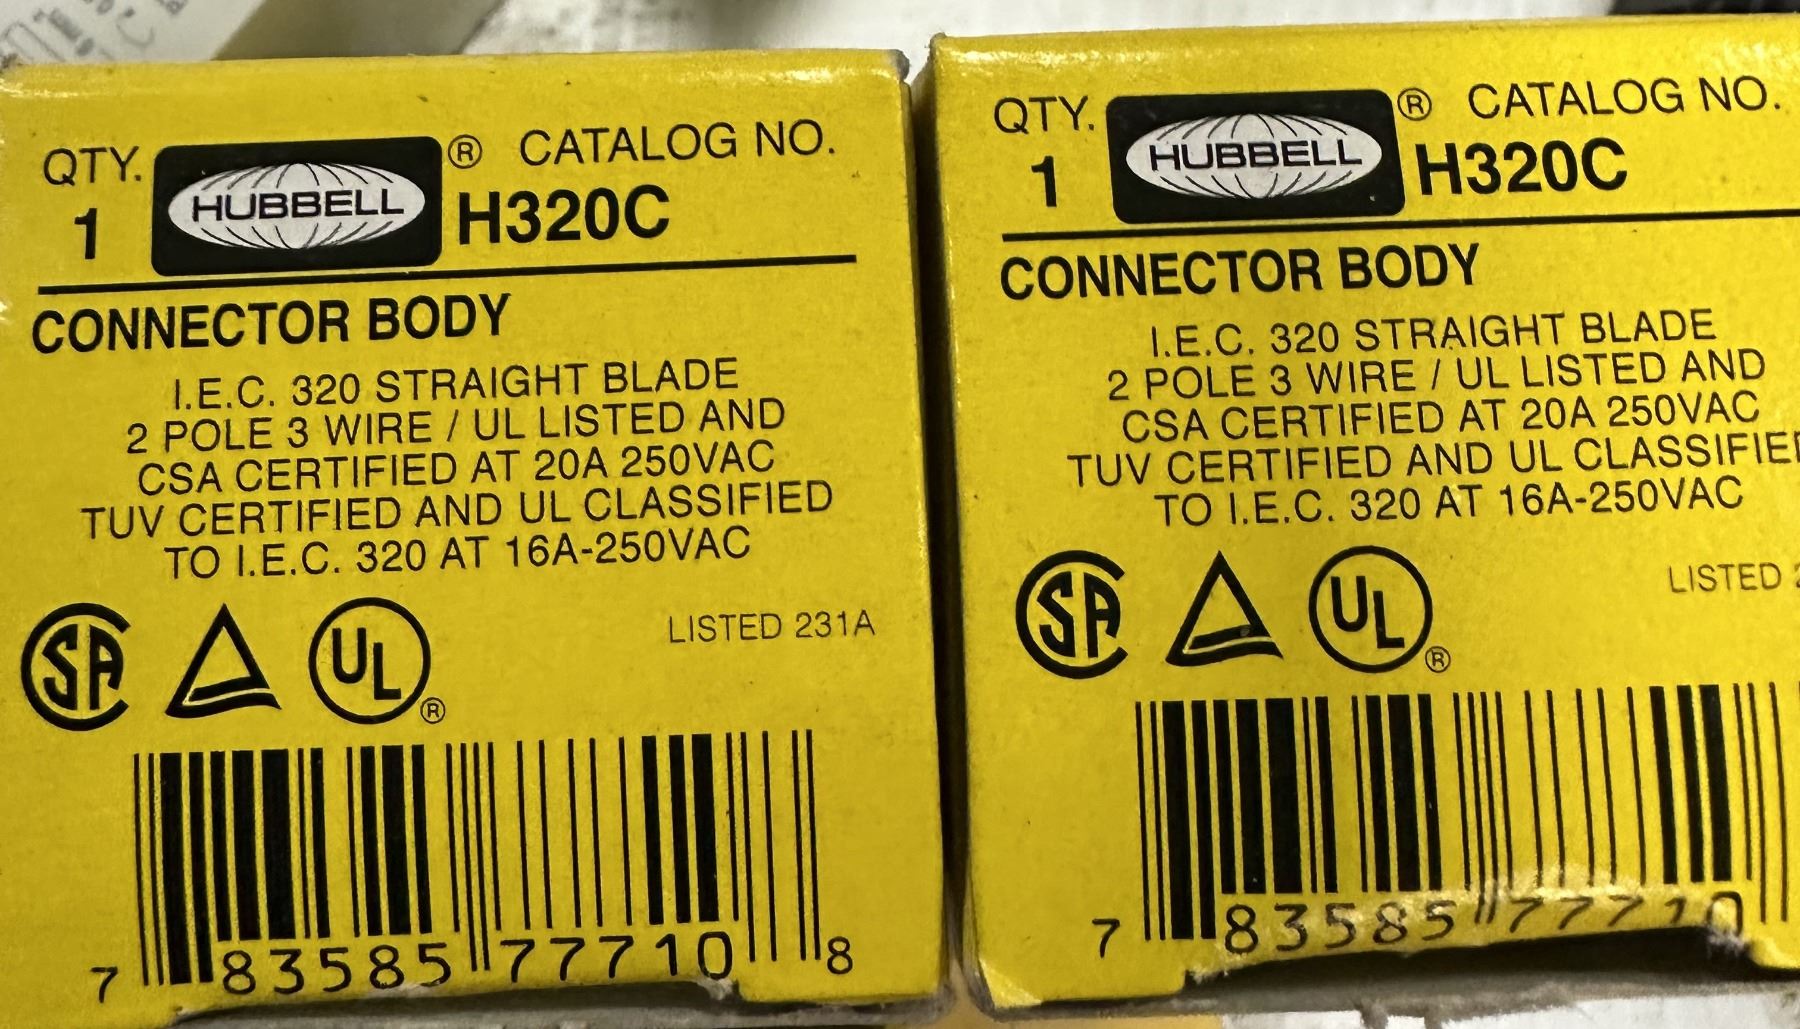 QTY. HUBBELL ® CATALOG NO.
1 H320C
CONNECTOR BODY
I.E.C. 320 STRAIGHT BLADE
2 POLE 3 WIRE / UL LISTED AND
CSA CERTIFIED AT 20A 250VAC
TUV CERTIFIED AND UL CLASSIFIED
TO I.E.C. 320 AT 16A-250VAC
SA UL ® LISTED 231A
7 83585 77710 8
QTY. HUBBELL ® CATALOG NO.
1 H320C
CONNECTOR BODY
I.E.C. 320 STRAIGHT BLADE
2 POLE 3 WIRE / UL LISTED AND
CSA CERTIFIED AT 20A 250VAC
TUV CERTIFIED AND UL CLASSIFIE
TO I.E.C. 320 AT 16A-250VAC
SA UL ® LISTED
7 83585 77710